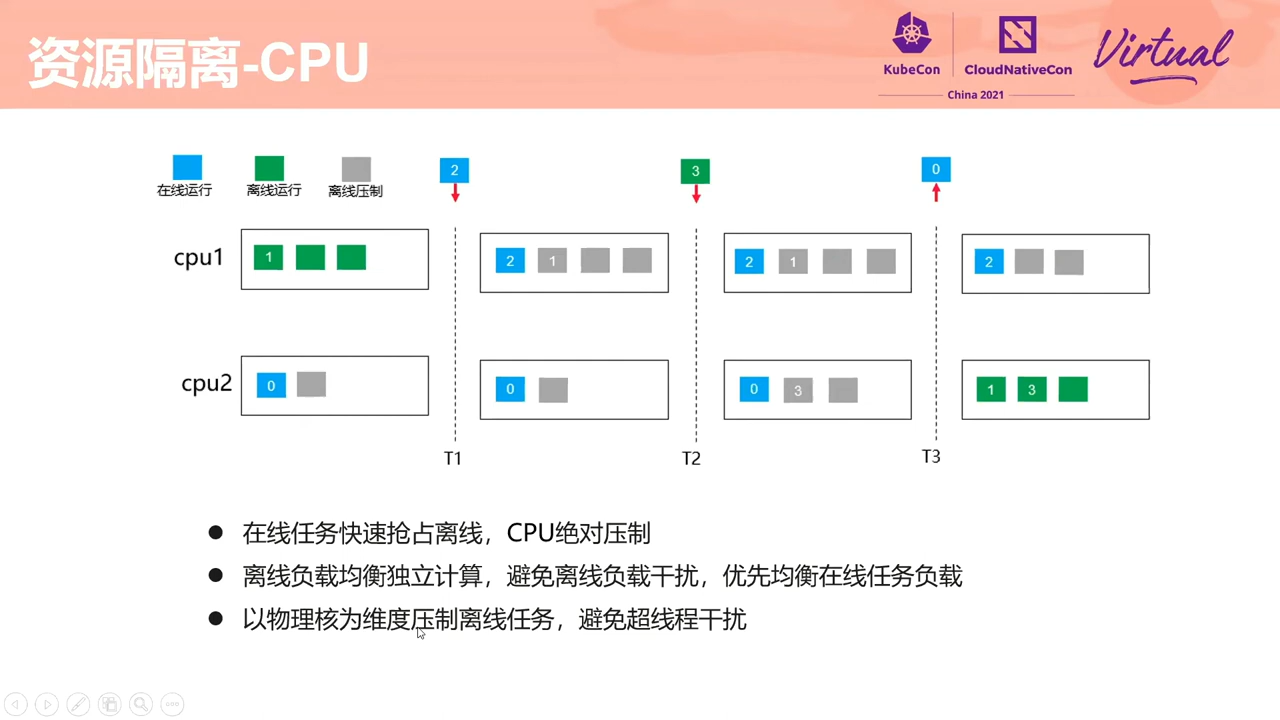 资源隔离-CPU
KubeCon
CloudNativeCon
China 2021
Virtual
在线运行
离线运行
离线压制
2
3
0
cpu1
1
2 1
2 1
2
cpu2
0
0
0 3
1 3
T1
T2
T3
在线任务快速抢占离线，CPU绝对压制
离线负载均衡独立计算，避免离线负载干扰，优先均衡在线任务负载
以物理核为维度压制离线任务，避免超线程干扰